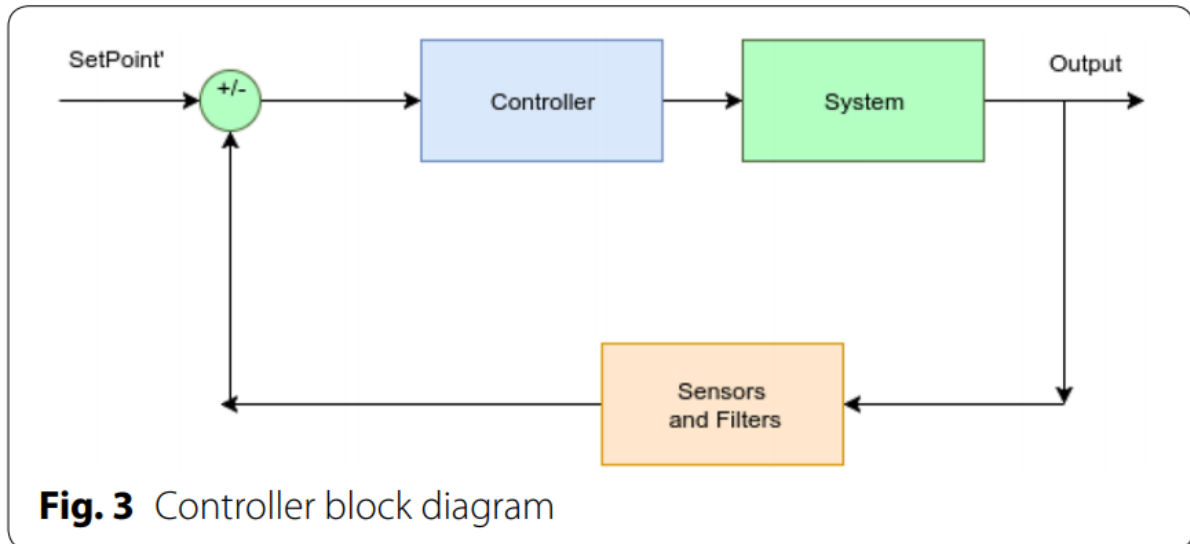 SetPoint'
+/-
Controller
System
Output
Sensors
and Filters
Fig. 3 Controller block diagram